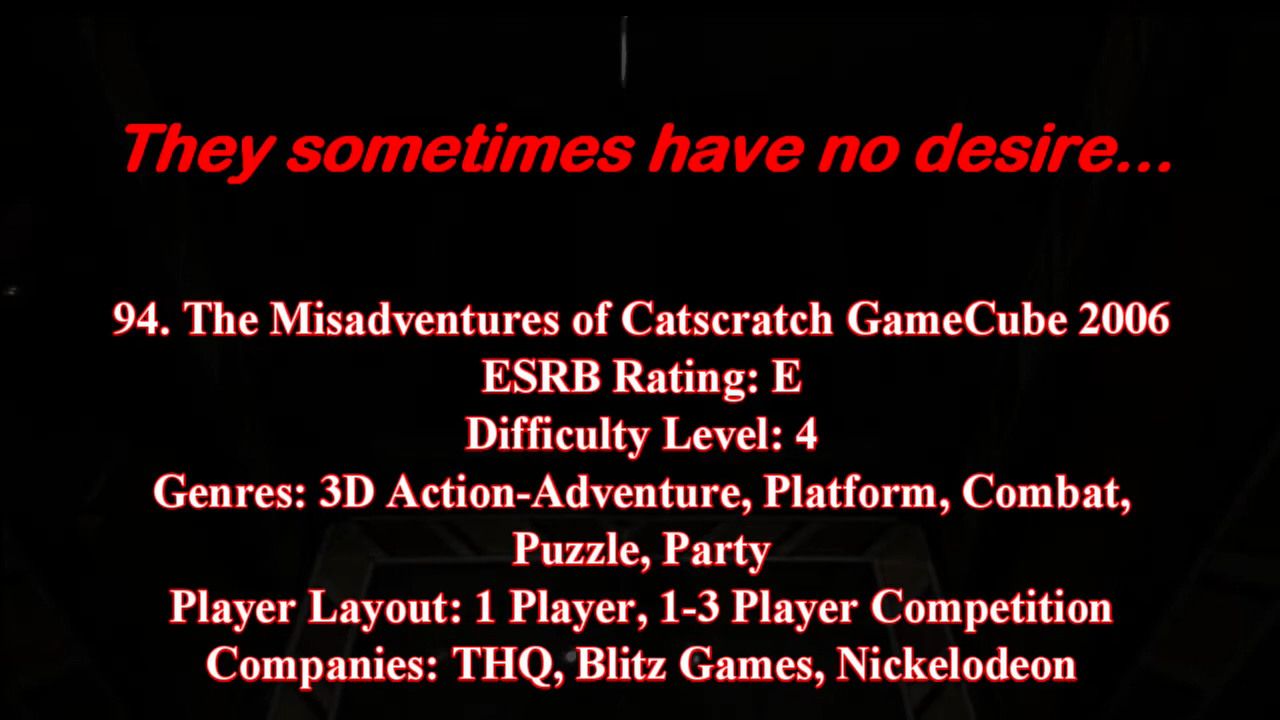 They sometimes have no desire...
94. The Misadventures of Catscratch GameCube 2006
ESRB Rating: E
Difficulty Level: 4
Genres: 3D Action-Adventure, Platform, Combat,
Puzzle, Party
Player Layout: 1 Player, 1-3 Player Competition
Companies: THQ, Blitz Games, Nickelodeon